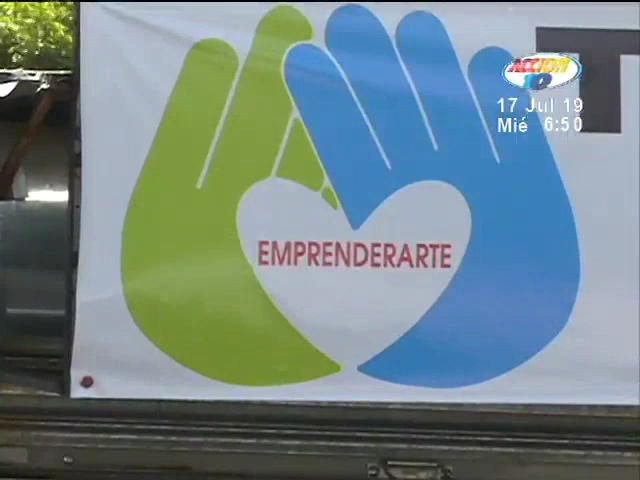 ACCION
10
17 Jul 19
Mié 6:50
EMPRENDERARTE
T